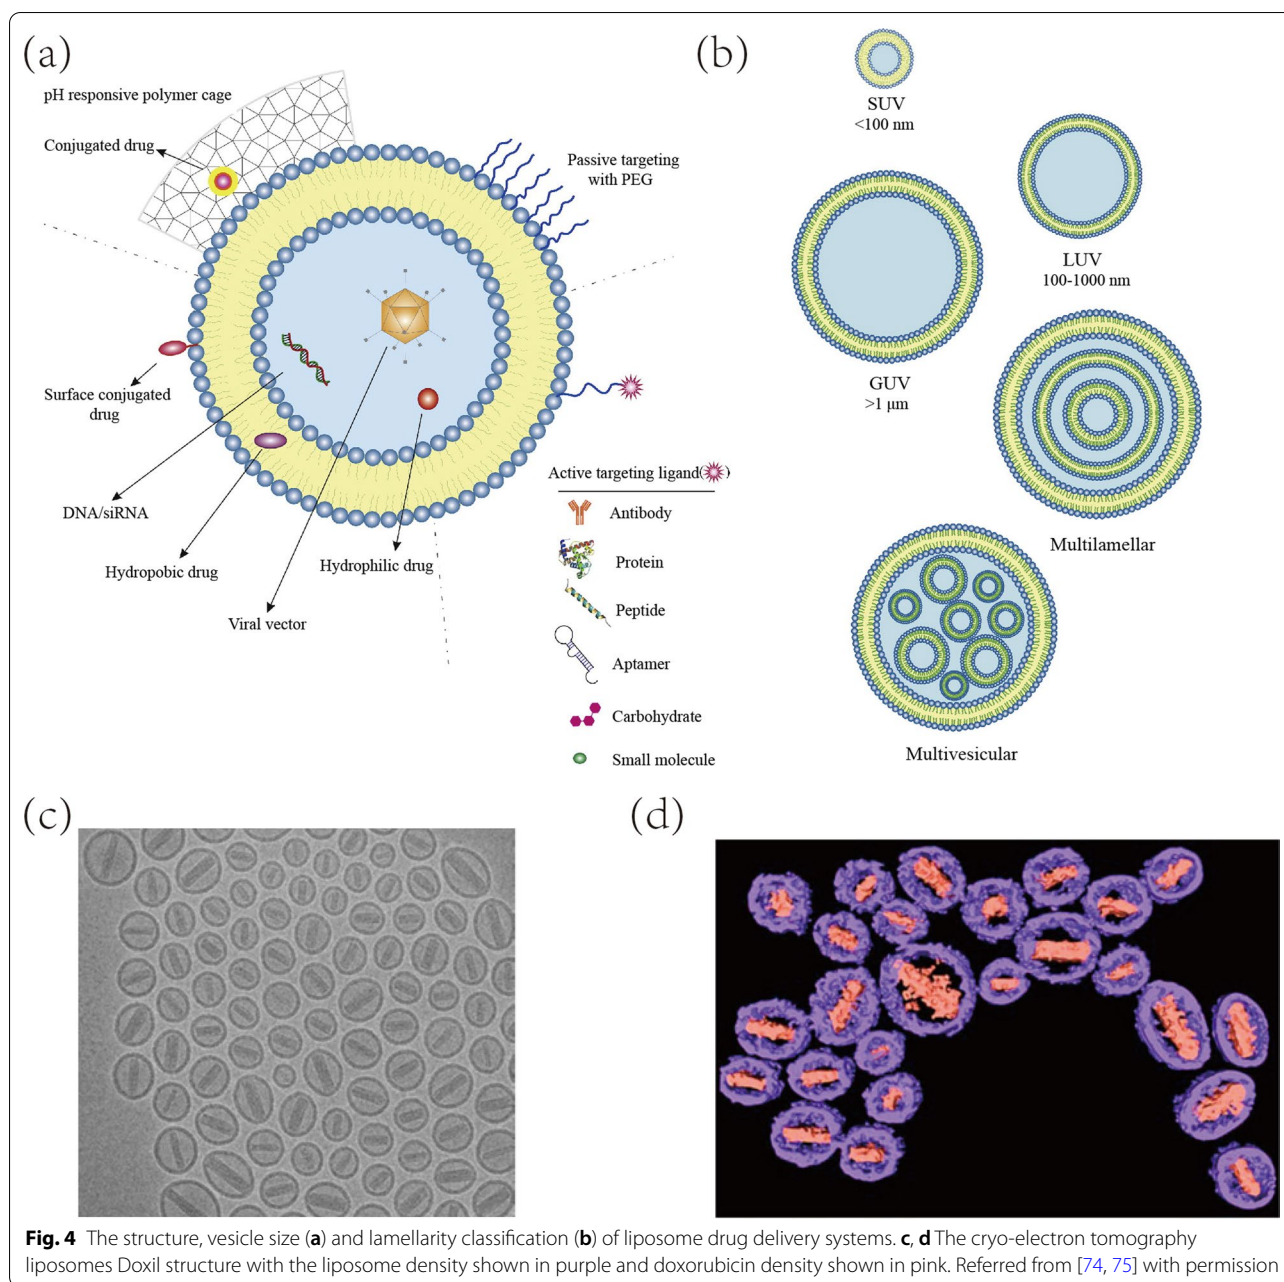 (a)
pH responsive polymer cage
Conjugated drug
Passive targeting
with PEG
Surface conjugated
drug
DNA/siRNA
Hydropobic drug
Viral vector
Hydrophilic drug
Active targeting ligand( )
Antibody
Protein
Peptide
Aptamer
Carbohydrate
Small molecule
(b)
SUV
<100 nm
LUV
100-1000 nm
GUV
>1 μm
Multilamellar
Multivesicular
(c)
(d)
Fig. 4 The structure, vesicle size (a) and lamellarity classification (b) of liposome drug delivery systems. c, d The cryo-electron tomography
liposomes Doxil structure with the liposome density shown in purple and doxorubicin density shown in pink. Referred from [74, 75] with permission